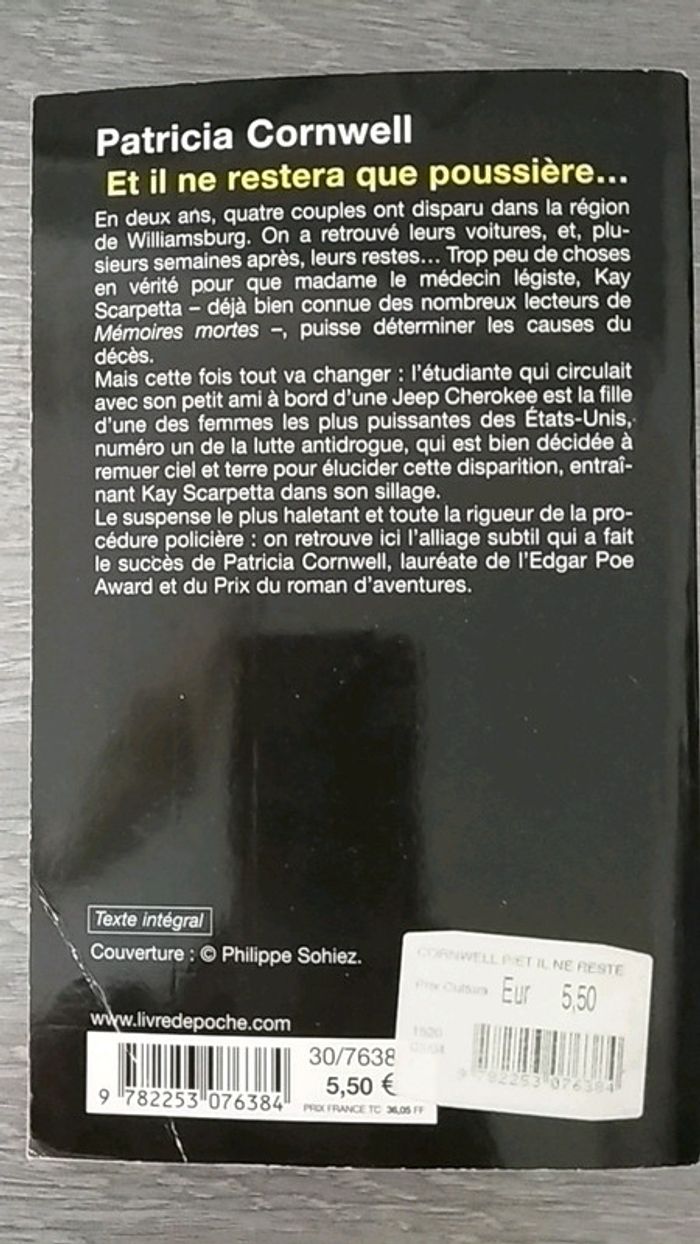 Patricia Cornwell
Et il ne restera que poussière...
En deux ans, quatre couples ont disparu dans la région
de Williamsburg. On a retrouvé leurs voitures, et, plu-
sieurs semaines après, leurs restes... Trop peu de choses
en vérité pour que madame le médecin légiste, Kay
Scarpetta – déjà bien connue des nombreux lecteurs de
Mémoires mortes –, puisse déterminer les causes du
décès.
Mais cette fois tout va changer : l'étudiante qui circulait
avec son petit ami à bord d'une Jeep Cherokee est la fille
d'une des femmes les plus puissantes des États-Unis,
numéro un de la lutte antidrogue, qui est bien décidée à
remuer ciel et terre pour élucider cette disparition, entraî-
nant Kay Scarpetta dans son sillage.
Le suspense le plus haletant et toute la rigueur de la pro-
cédure policière : on retrouve ici l'alliage subtil qui a fait
le succès de Patricia Cornwell, lauréate de l'Edgar Poe
Award et du Prix du roman d'aventures.
Texte intégral
Couverture : © Philippe Sohiez.
www.livredepoche.com
30/7638
5,50 €
9 782253 076384
PRIX FRANCE TC 36,05 FF
CORNWELL P/ET IL NE RESTE
Prix Eur 5,50
9 782253 076384